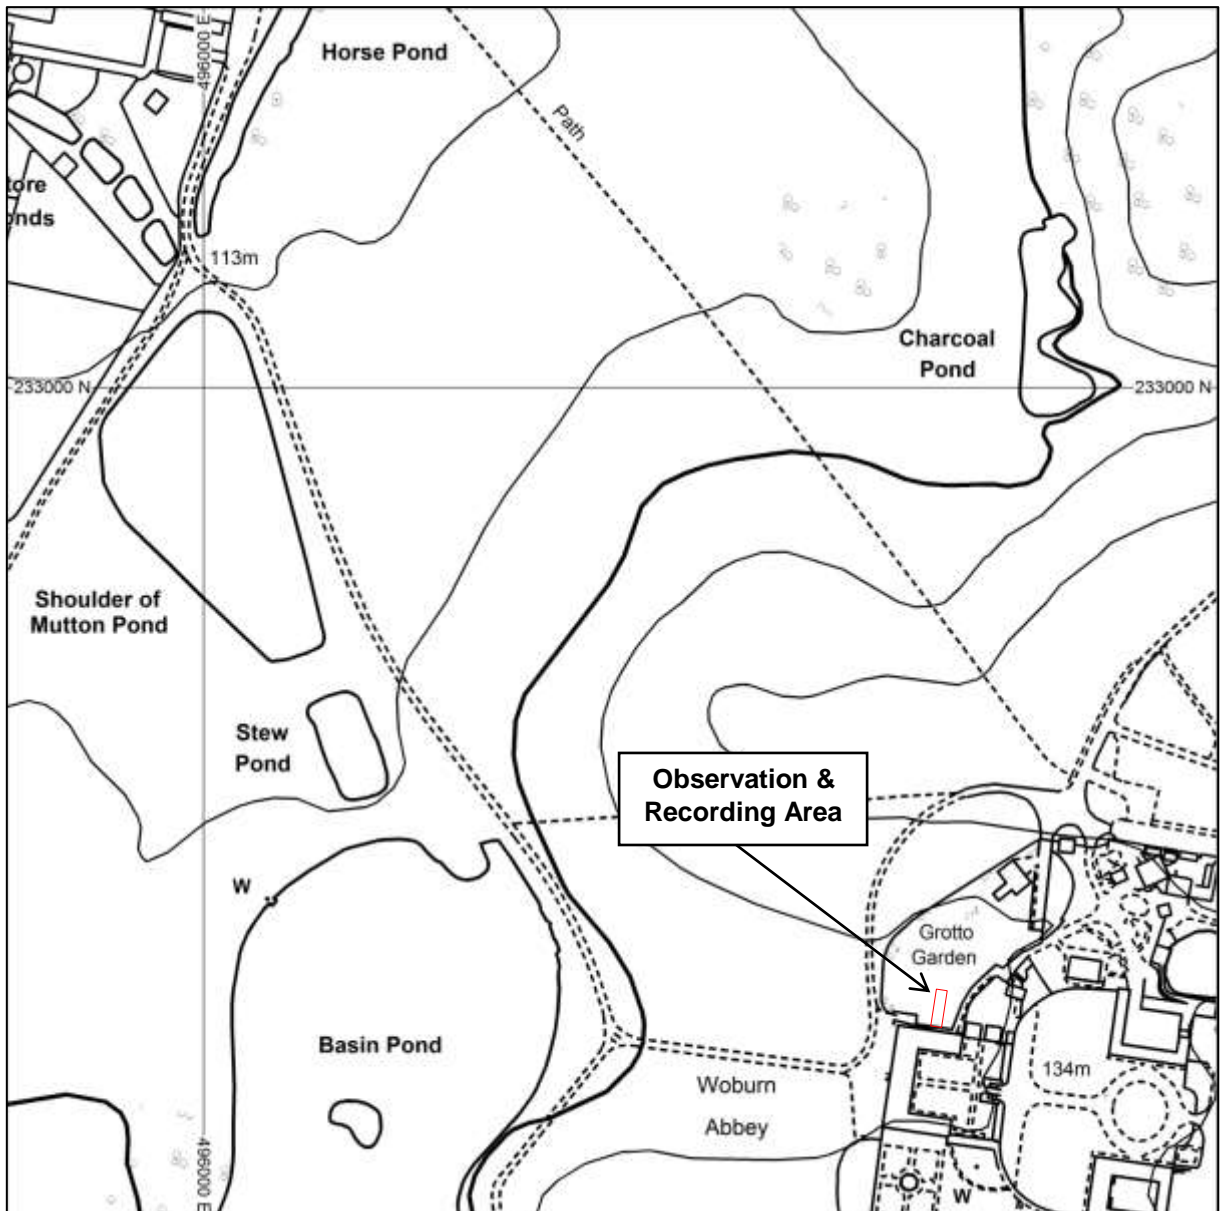 496000 E
Horse Pond
Path
tore
onds
113m
Charcoal
Pond
233000 N
233000 N
Shoulder of
Mutton Pond
Stew
Pond
Observation &
Recording Area
W
Grotto
Garden
Basin Pond
134m
Woburn
Abbey
496000 E
W